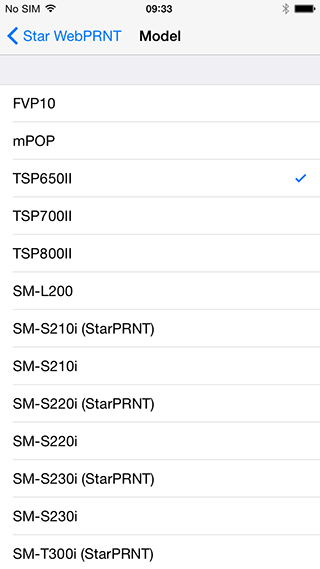 No SIM 09:33
Star WebPRNT Model
FVP10
mPOP
TSP650II
TSP700II
TSP800II
SM-L200
SM-S210i (StarPRNT)
SM-S210i
SM-S220i (StarPRNT)
SM-S220i
SM-S230i (StarPRNT)
SM-S230i
SM-T300i (StarPRNT)